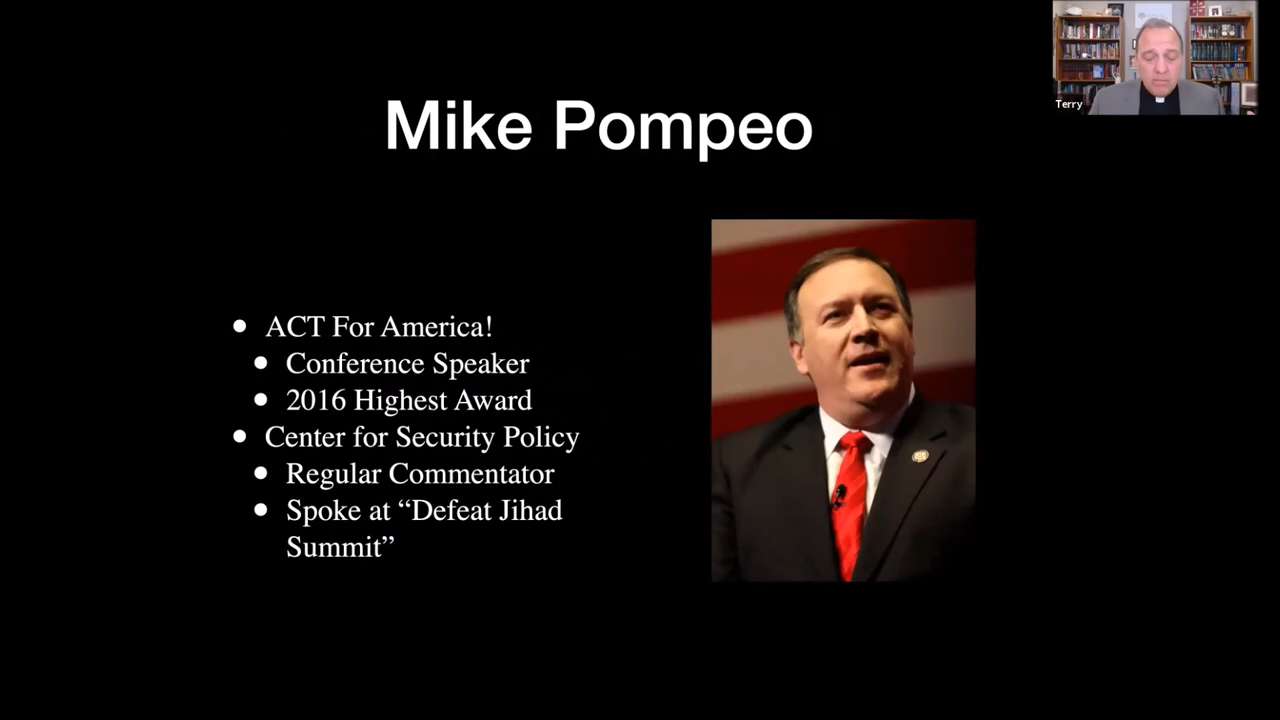 Mike Pompeo
Terry
• ACT For America!
• Conference Speaker
• 2016 Highest Award
• Center for Security Policy
• Regular Commentator
• Spoke at “Defeat Jihad
Summit”